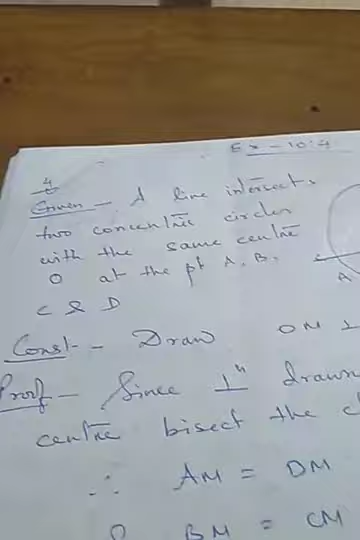 Ex - 10.4
4
Given - A line intersects
two concentric circles
with the same centre
O at the pt A, B,
C & D
A
Const - Draw OM ⊥
Proof - Since ⊥r drawn
centre bisect the
∴ AM = DM
BM = CM